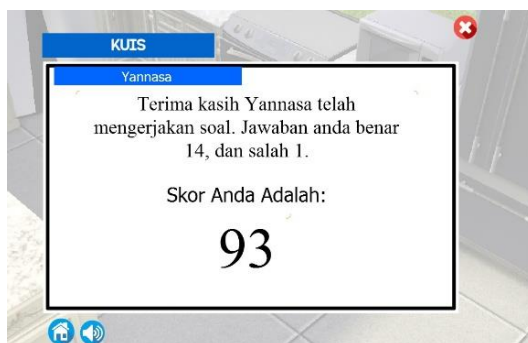 KUIS
Yannasa
Terima kasih Yannasa telah
mengerjakan soal. Jawaban anda benar
14, dan salah 1.
Skor Anda Adalah:
93